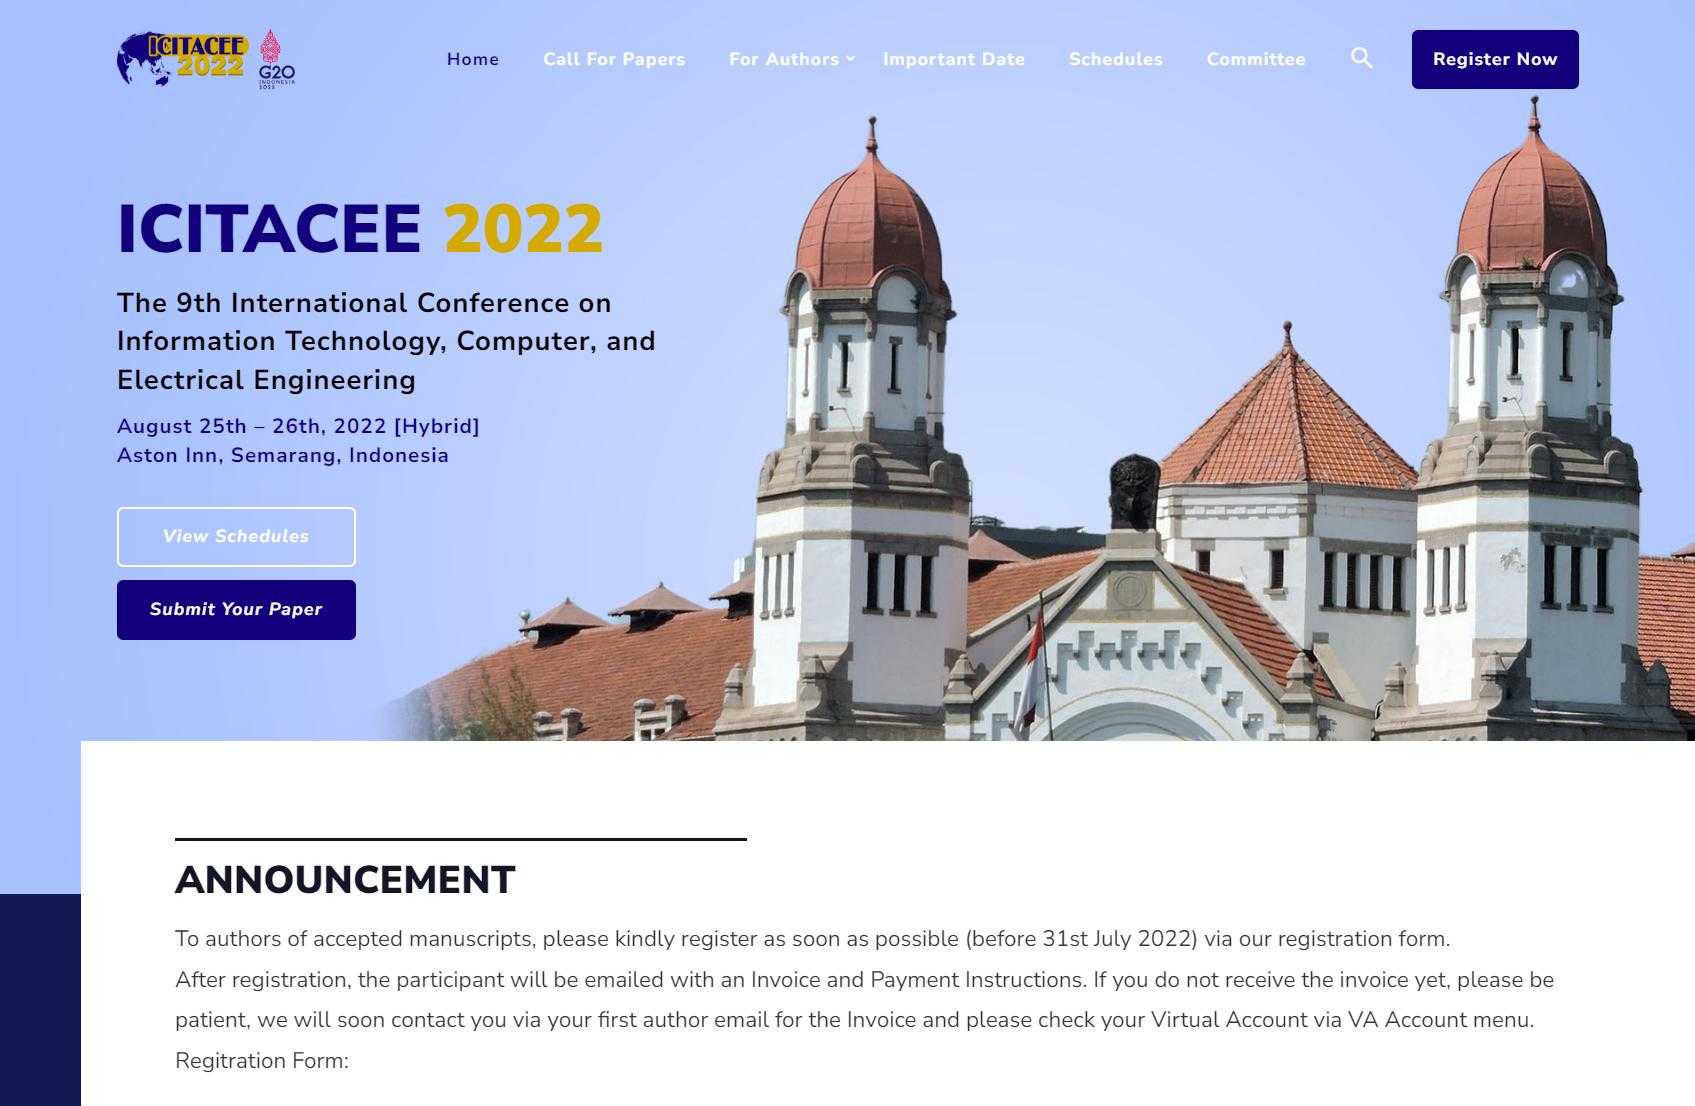 ICITACEE
2022
G20
INDONESIA
2022
Home
Call For Papers
For Authors
Important Date
Schedules
Committee
Register Now
ICITACEE 2022
The 9th International Conference on
Information Technology, Computer, and
Electrical Engineering
August 25th – 26th, 2022 [Hybrid]
Aston Inn, Semarang, Indonesia
View Schedules
Submit Your Paper
ANNOUNCEMENT
To authors of accepted manuscripts, please kindly register as soon as possible (before 31st July 2022) via our registration form.
After registration, the participant will be emailed with an Invoice and Payment Instructions. If you do not receive the invoice yet, please be
patient, we will soon contact you via your first author email for the Invoice and please check your Virtual Account via VA Account menu.
Regitration Form: